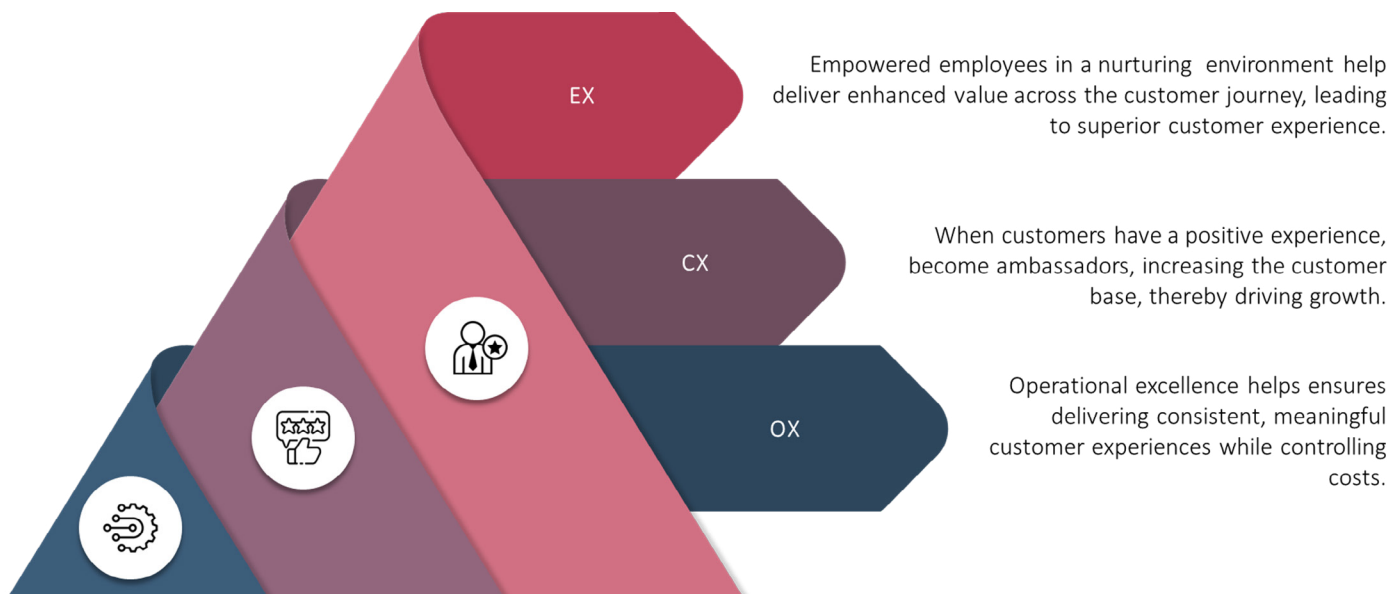 EX
Empowered employees in a nurturing environment help
deliver enhanced value across the customer journey, leading
to superior customer experience.
CX
When customers have a positive experience,
become ambassadors, increasing the customer
base, thereby driving growth.
OX
Operational excellence helps ensures
delivering consistent, meaningful
customer experiences while controlling
costs.